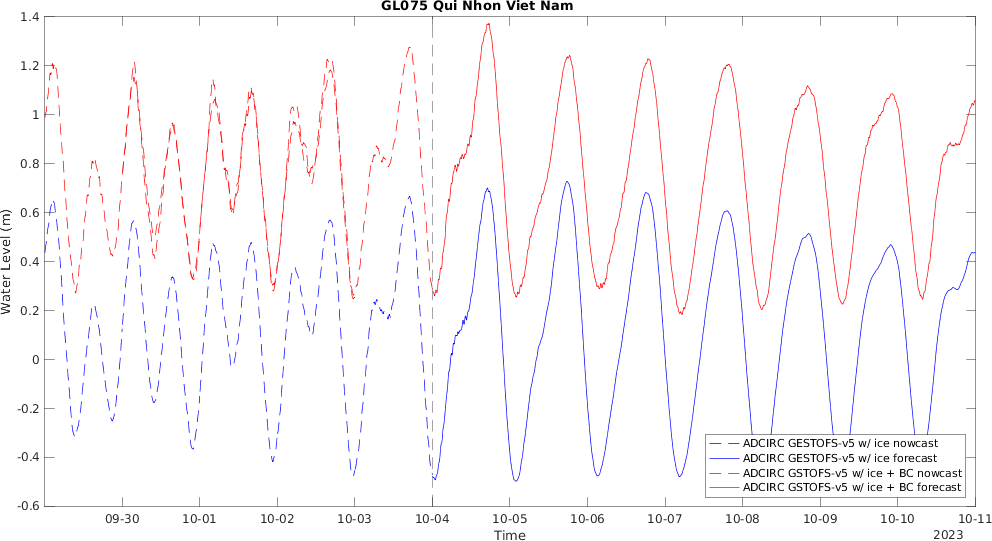 GL075 Qui Nhon Viet Nam
Water Level (m)
1.4
1.2
1
0.8
0.6
0.4
0.2
0
-0.2
-0.4
-0.6
ADCIRC GESTOFS-v5 w/ ice nowcast
ADCIRC GESTOFS-v5 w/ ice forecast
ADCIRC GSTOFS-v5 w/ ice + BC nowcast
ADCIRC GSTOFS-v5 w/ ice + BC forecast
09-30 10-01 10-02 10-03 10-04 10-05 10-06 10-07 10-08 10-09 10-10 10-11
Time
2023